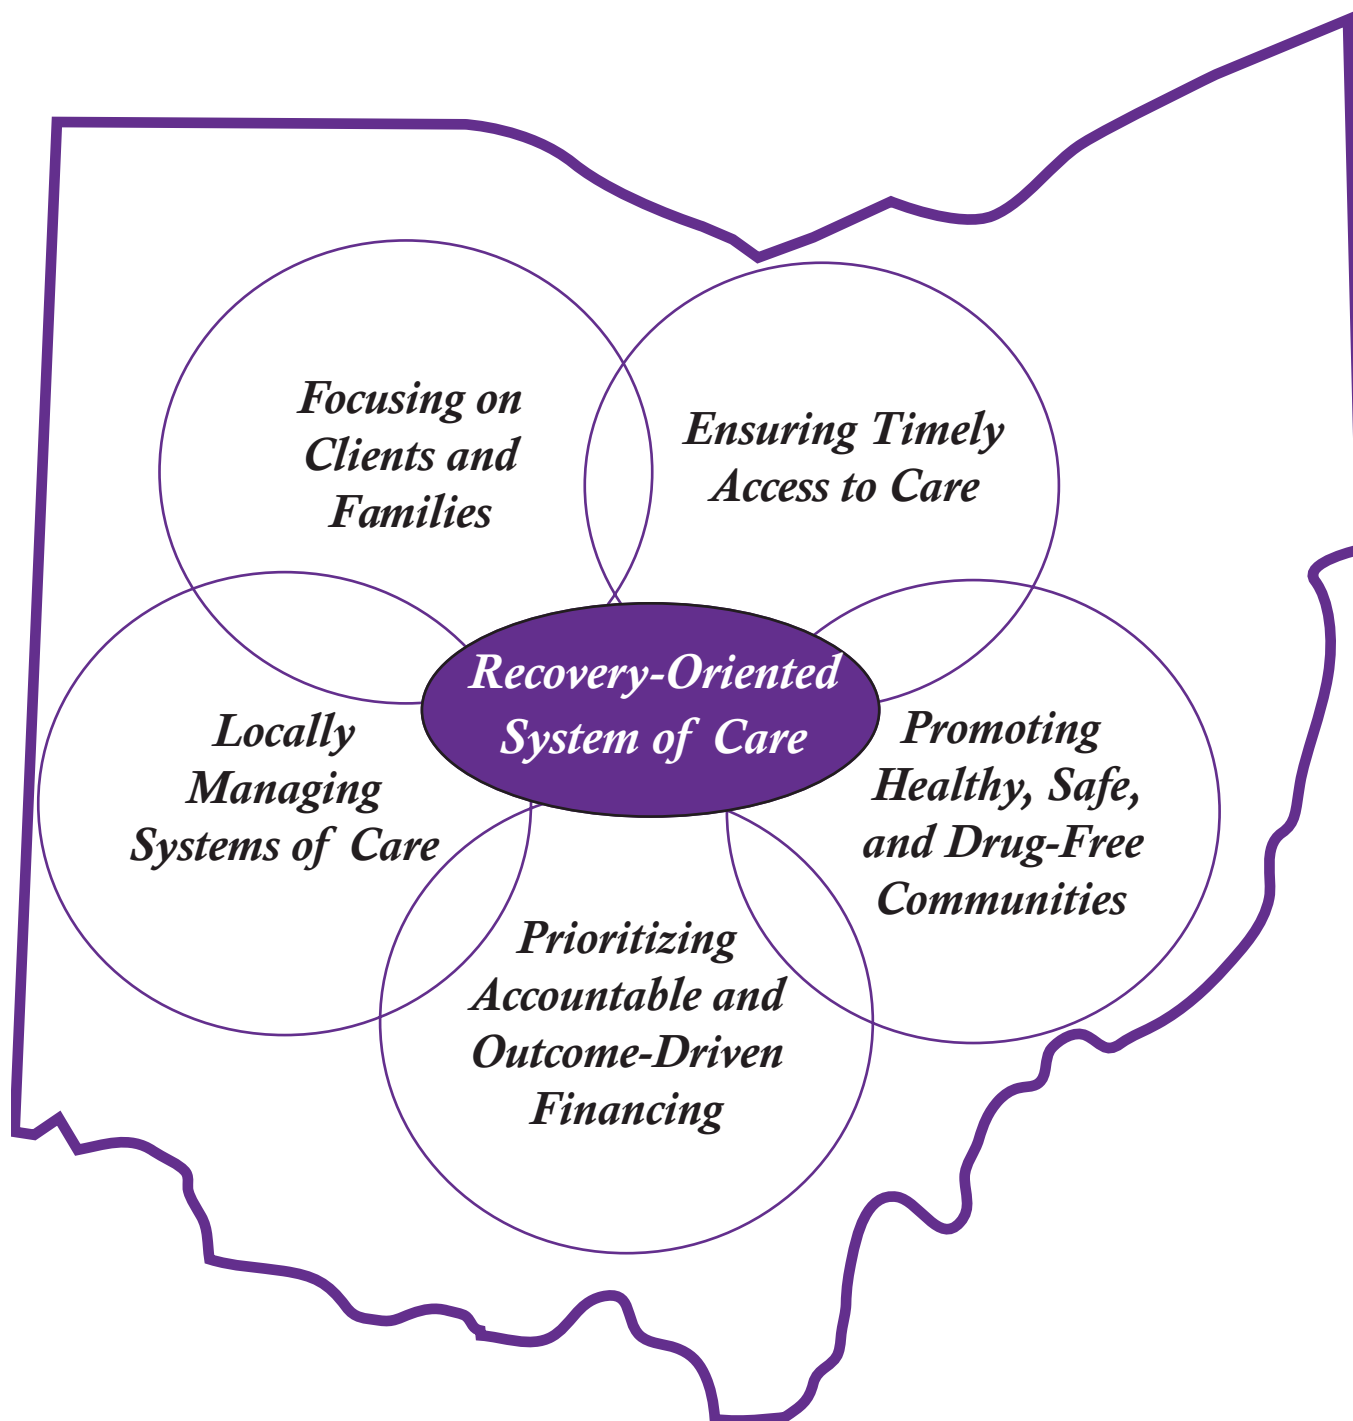 Focusing on
Clients and
Families
Ensuring Timely
Access to Care
Recovery-Oriented
System of Care
Locally
Managing
Systems of Care
Promoting
Healthy, Safe,
and Drug-Free
Communities
Prioritizing
Accountable and
Outcome-Driven
Financing